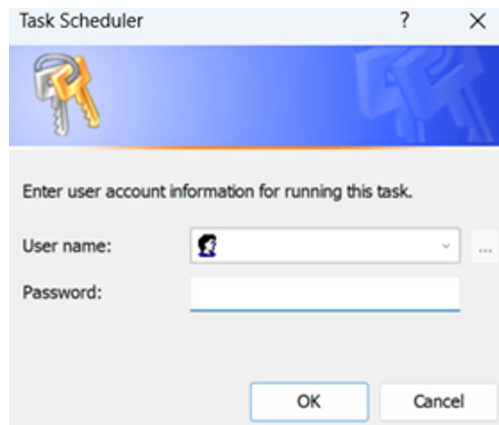 Task Scheduler ?
Enter user account information for running this task.
User name:
...
Password:
OK Cancel